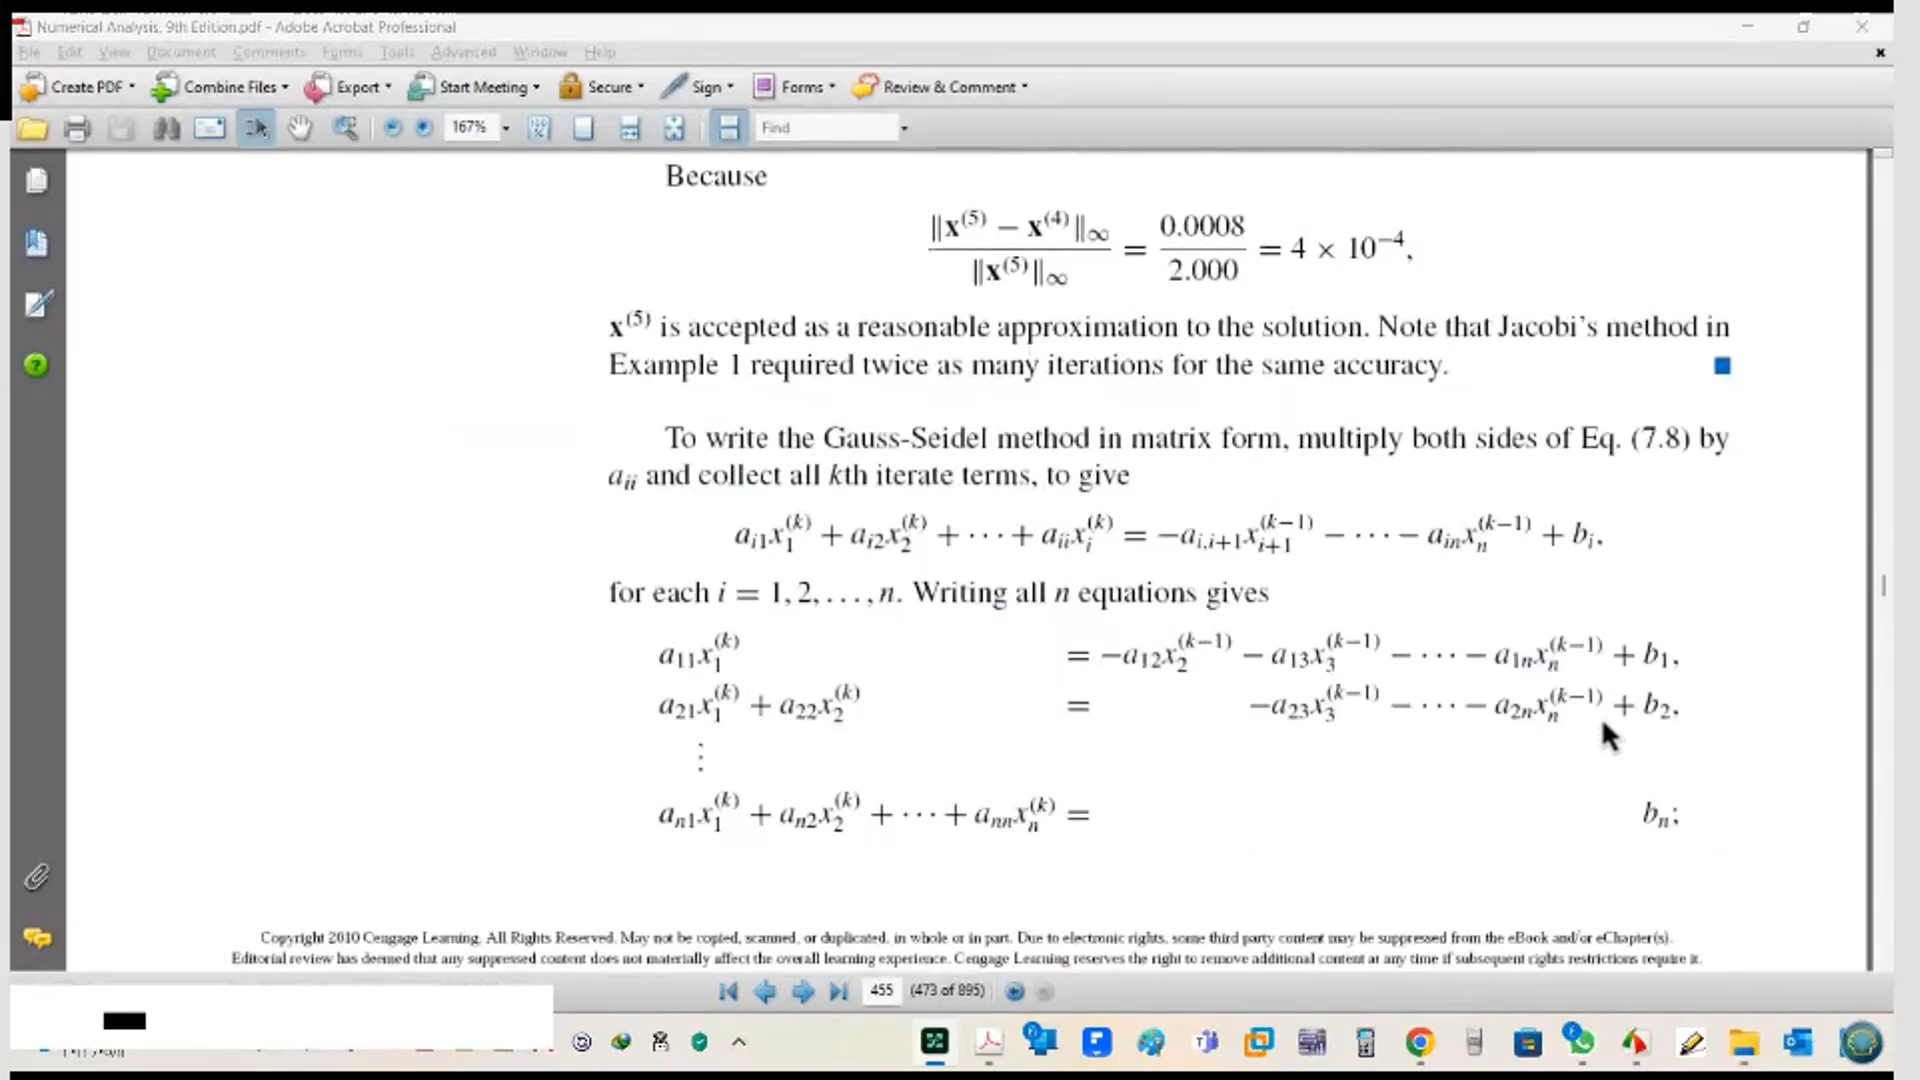 Numerical Analysis, 9th Edition.pdf - Adobe Acrobat Professional
File Edit View Document Comments Forms Tools Advanced Window Help
Create PDF Combine Files Export Start Meeting Secure Sign Forms Review & Comment
167% Find
Because
‖x^(5) − x^(4)‖∞ / ‖x^(5)‖∞ = 0.0008 / 2.000 = 4 × 10^−4,
x^(5) is accepted as a reasonable approximation to the solution. Note that Jacobi's method in
Example 1 required twice as many iterations for the same accuracy.
To write the Gauss-Seidel method in matrix form, multiply both sides of Eq. (7.8) by
a_ii and collect all kth iterate terms, to give
a_i1 x_1^(k) + a_i2 x_2^(k) + ··· + a_ii x_i^(k) = −a_i,i+1 x_i+1^(k−1) − ··· − a_in x_n^(k−1) + b_i,
for each i = 1, 2, . . . , n. Writing all n equations gives
a_11 x_1^(k) = −a_12 x_2^(k−1) − a_13 x_3^(k−1) − ··· − a_1n x_n^(k−1) + b_1,
a_21 x_1^(k) + a_22 x_2^(k) = −a_23 x_3^(k−1) − ··· − a_2n x_n^(k−1) + b_2,
⋮
a_n1 x_1^(k) + a_n2 x_2^(k) + ··· + a_nn x_n^(k) = b_n;
Copyright 2010 Cengage Learning. All Rights Reserved. May not be copied, scanned, or duplicated, in whole or in part. Due to electronic rights, some third party content may be suppressed from the eBook and/or eChapter(s).
Editorial review has deemed that any suppressed content does not materially affect the overall learning experience. Cengage Learning reserves the right to remove additional content at any time if subsequent rights restrictions require it.
455 (473 of 895)